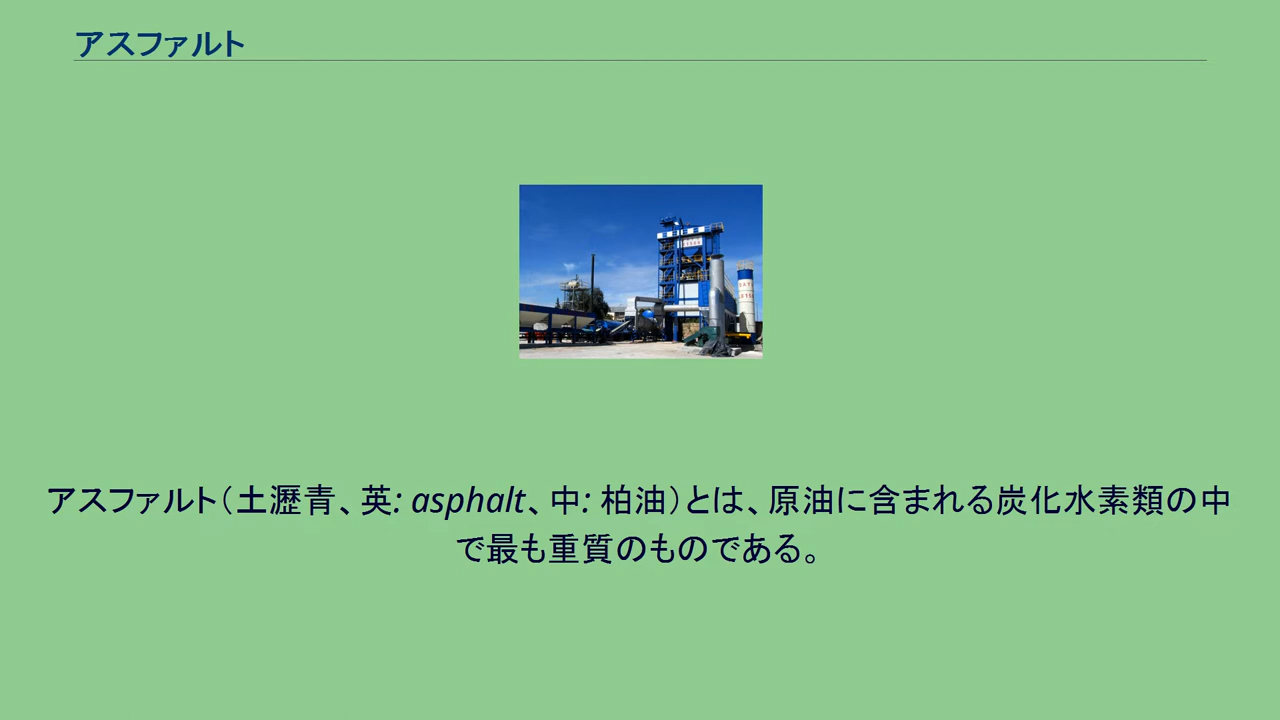 アスファルト
アスファルト（土瀝青、英: asphalt、中: 柏油）とは、原油に含まれる炭化水素類の中
で最も重質のものである。